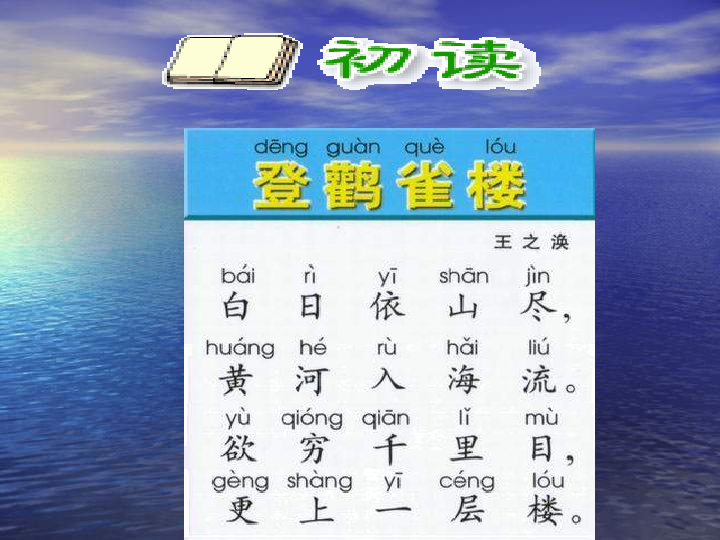 初读
dēng guàn què lóu
登鹳雀楼
王之涣
bái rì yī shān jìn
白日依山尽，
huáng hé rù hǎi liú
黄河入海流。
yù qióng qiān lǐ mù
欲穷千里目，
gèng shàng yī céng lóu
更上一层楼。